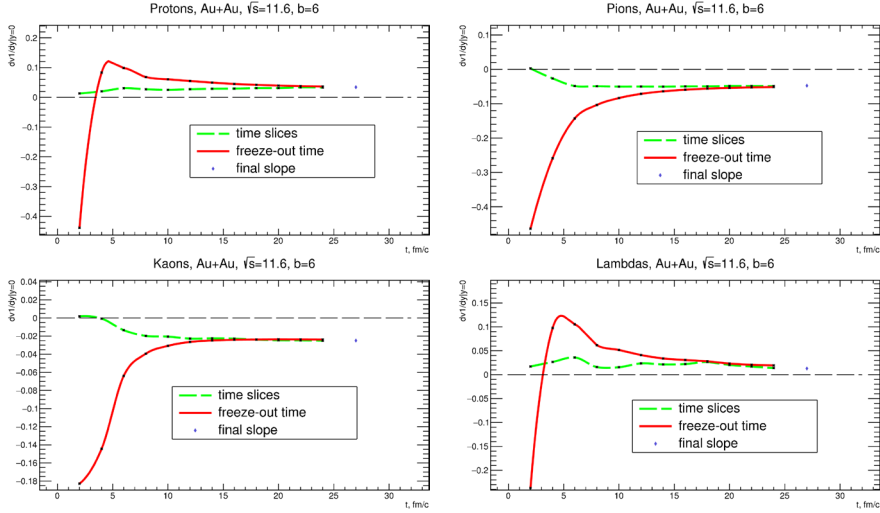 Protons, Au+Au, √s=11.6, b=6
dv1/dy|y=0
0.2
0.1
0
−0.1
−0.2
−0.3
−0.4
0 5 10 15 20 25 30
t, fm/c
time slices
freeze-out time
final slope
Pions, Au+Au, √s=11.6, b=6
dv1/dy|y=0
0.1
0
−0.1
−0.2
−0.3
−0.4
0 5 10 15 20 25 30
t, fm/c
time slices
freeze-out time
final slope
Kaons, Au+Au, √s=11.6, b=6
dv1/dy|y=0
0.04
0.02
0
−0.02
−0.04
−0.06
−0.08
−0.1
−0.12
−0.14
−0.16
−0.18
0 5 10 15 20 25 30
t, fm/c
time slices
freeze-out time
final slope
Lambdas, Au+Au, √s=11.6, b=6
dv1/dy|y=0
0.15
0.1
0.05
0
−0.05
−0.1
−0.15
−0.2
0 5 10 15 20 25 30
t, fm/c
time slices
freeze-out time
final slope